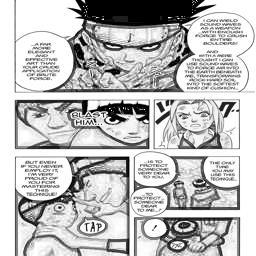 ...A FAR
MORE
ELEGANT
AND
EFFECTIVE
ART THAN
YOUR CRUDE
APPLICATION
OF BRUTE
FORCE.
I CAN WIELD
SOUND WAVES
AS A WEAPON
...WITH ENOUGH
FORCE TO CRUSH
ENTIRE
BOULDERS!
AND
WITH A MERE
THOUGHT I CAN
USE SOUND WAVES
TO FORCE AIR INTO
THE EARTH BENEATH
ME, TRANSFORMING
ROCK HARD SOIL
INTO THE SOFTEST
KIND OF CUSHION...
BLAST
HIM...
BUT EVEN
IF YOU NEVER
EMPLOY IT,
I'M VERY
PROUD OF
YOU FOR
MASTERING
THIS
TECHNIQUE!
TAP
...IS TO
PROTECT
SOMEONE
VERY DEAR
TO YOU.
...TO
PROTECT
SOMEONE
DEAR TO
ME...
THE ONLY
TIME
YOU MAY
USE THIS
TECHNIQUE...
!